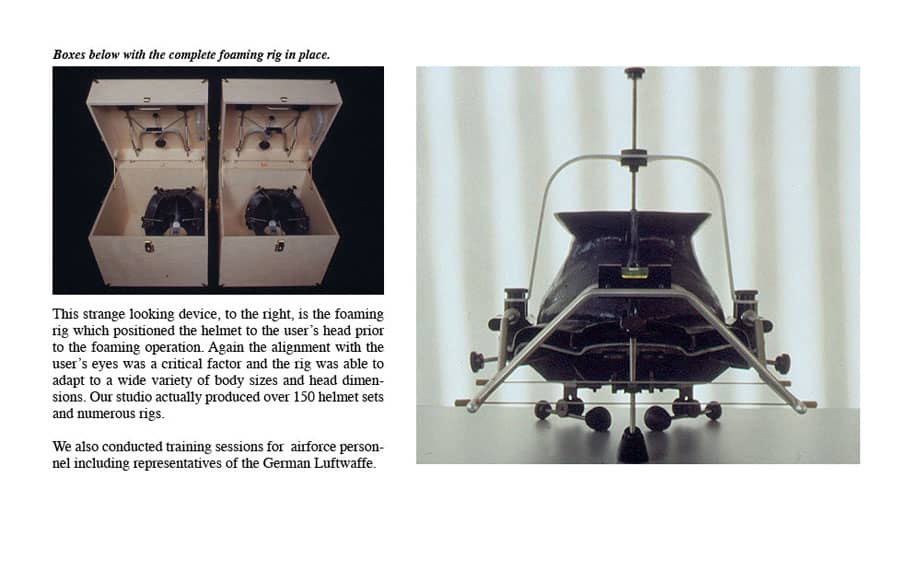 Boxes below with the complete foaming rig in place.
This strange looking device, to the right, is the foaming
rig which positioned the helmet to the user's head prior
to the foaming operation. Again the alignment with the
user's eyes was a critical factor and the rig was able to
adapt to a wide variety of body sizes and head dimen-
sions. Our studio actually produced over 150 helmet sets
and numerous rigs.
We also conducted training sessions for airforce person-
nel including representatives of the German Luftwaffe.